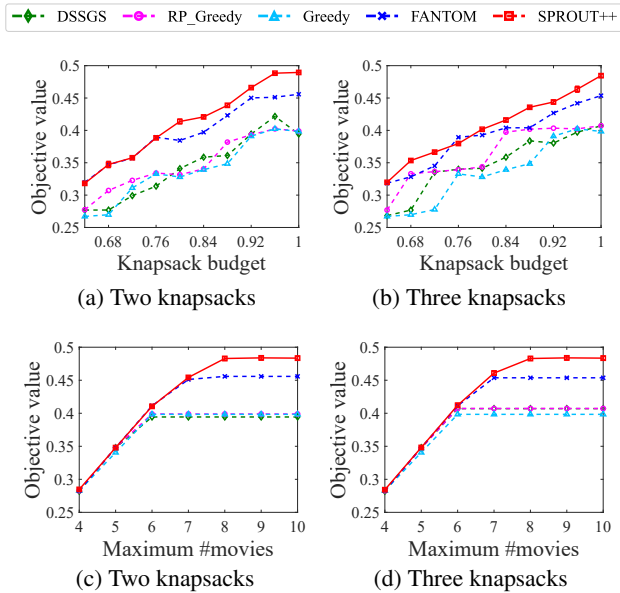 DSSGS RP_Greedy Greedy FANTOM SPROUT++
0.5 0.45 0.4 0.35 0.3 0.25
Objective value
0.68 0.76 0.84 0.92 1
Knapsack budget
(a) Two knapsacks
0.5 0.45 0.4 0.35 0.3 0.25
Objective value
0.68 0.76 0.84 0.92 1
Knapsack budget
(b) Three knapsacks
0.5 0.45 0.4 0.35 0.3 0.25
Objective value
4 5 6 7 8 9 10
Maximum #movies
(c) Two knapsacks
0.5 0.45 0.4 0.35 0.3 0.25
Objective value
4 5 6 7 8 9 10
Maximum #movies
(d) Three knapsacks